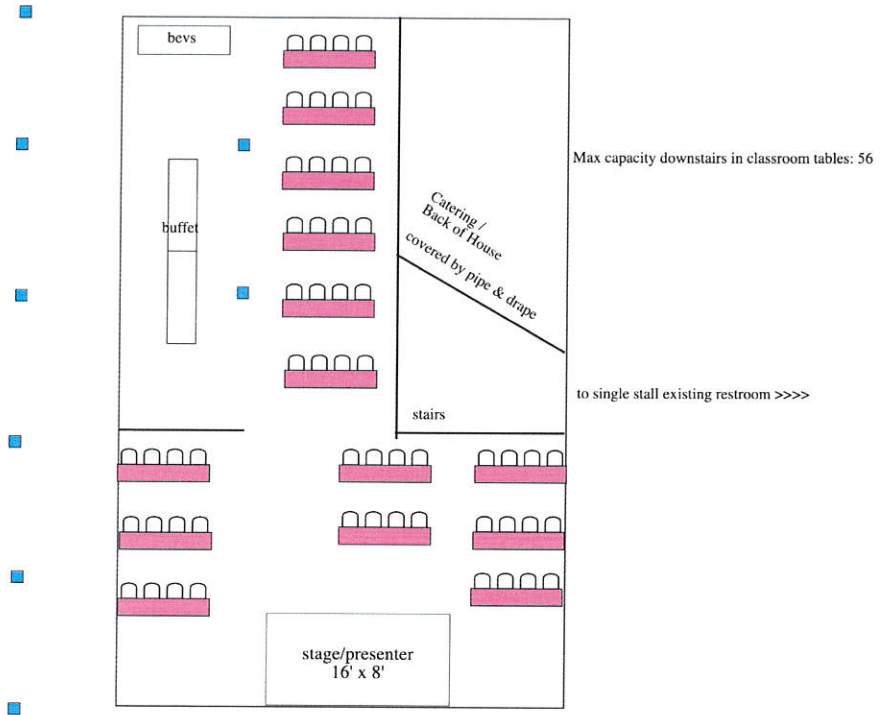 bevs
Max capacity downstairs in classroom tables: 56
buffet
Catering /
Back of House
covered by pipe & drape
to single stall existing restroom >>>>
stairs
stage/presenter
16' x 8'